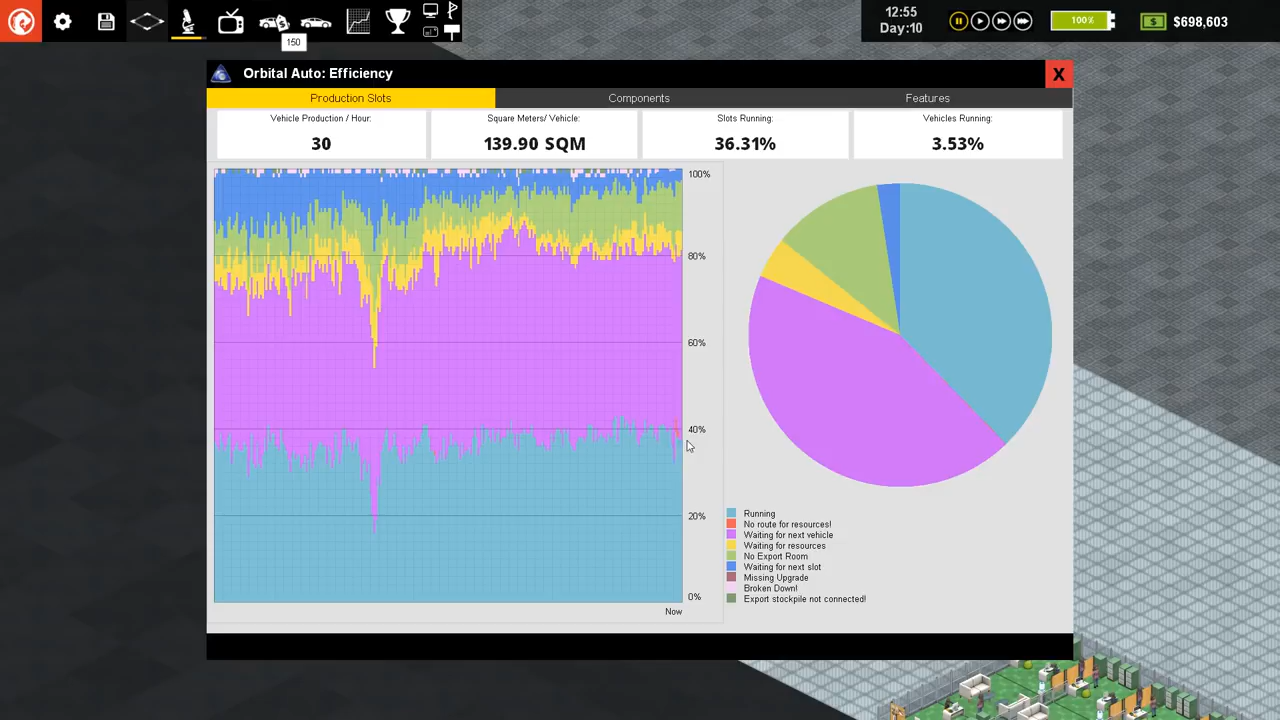 12:55
Day:10
100%
$698,603
150
Orbital Auto: Efficiency
X
Production Slots
Components
Features
Vehicle Production / Hour:
30
Square Meters/ Vehicle:
139.90 SQM
Slots Running:
36.31%
Vehicles Running:
3.53%
100%
80%
60%
40%
20%
0%
Now
Running
No route for resources!
Waiting for next vehicle
Waiting for resources
No Export Room
Waiting for next slot
Missing Upgrade
Broken Down!
Export stockpile not connected!